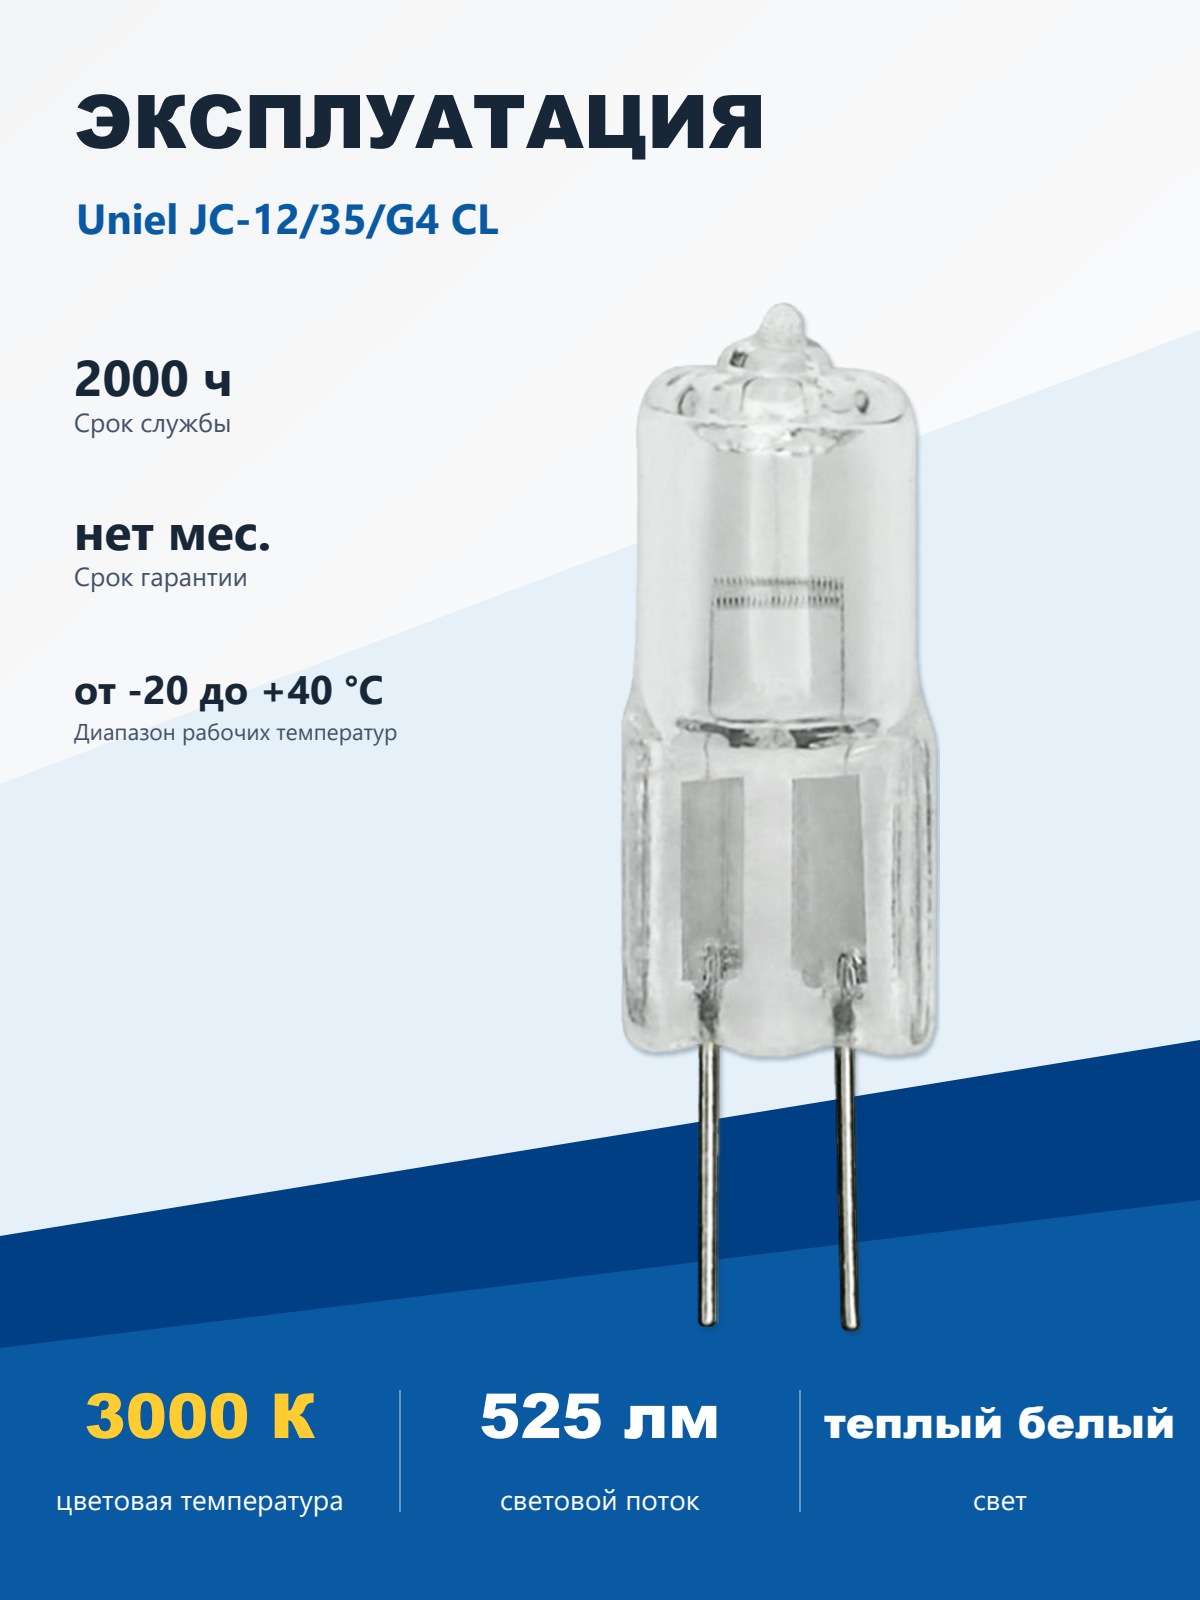 ЭКСПЛУАТАЦИЯ
Uniel JC-12/35/G4 CL
2000 ч
Срок службы
нет мес.
Срок гарантии
от -20 до +40 °C
Диапазон рабочих температур
3000 К
цветовая температура
525 лм
световой поток
теплый белый
свет